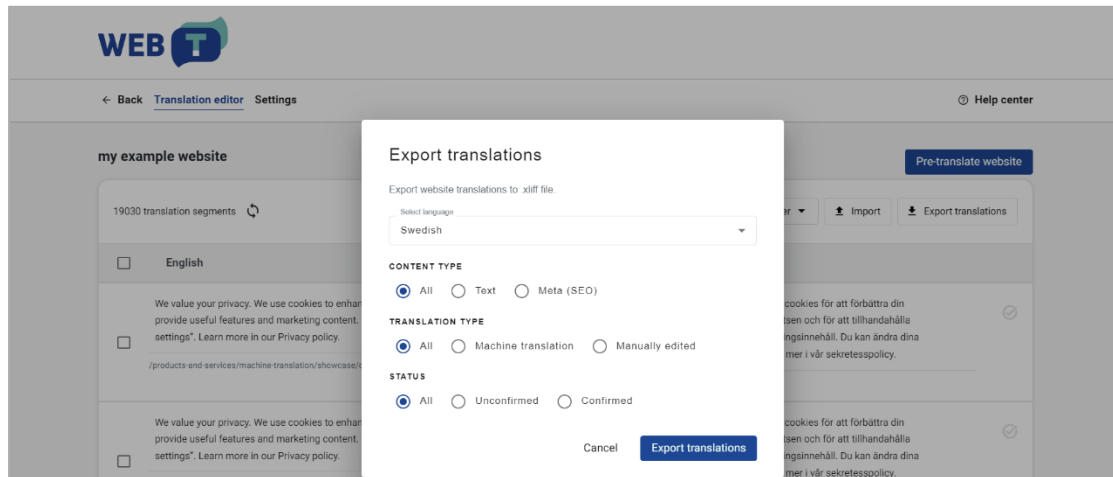 WEB T
← Back Translation editor Settings
Help center
my example website
Pre-translate website
19030 translation segments
Import
Export translations
English
We value your privacy. We use cookies to
provide useful features and marketing content.
settings". Learn more in our Privacy policy.
/products-and-services/machine-translation/showcase/
cookies för att förbättra din
och för att tillhandahålla
Du kan ändra dina
mer i vår sekretesspolicy.
We value your privacy. We use cookies to
provide useful features and marketing content.
settings". Learn more in our Privacy policy.
cookies för att förbättra din
och för att tillhandahålla
Du kan ändra dina
mer i vår sekretesspolicy.
Export translations
Export website translations to .xliff file.
Select language
Swedish
CONTENT TYPE
All Text Meta (SEO)
TRANSLATION TYPE
All Machine translation Manually edited
STATUS
All Unconfirmed Confirmed
Cancel Export translations